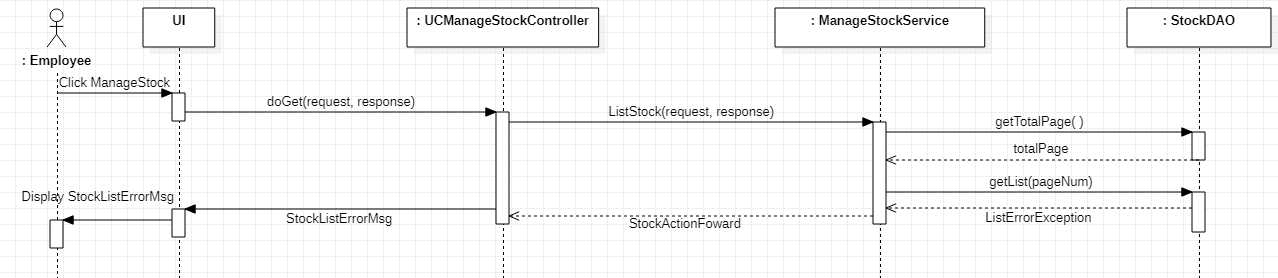 UI
: UCManageStockController
: ManageStockService
: StockDAO
: Employee
Click ManageStock
doGet(request, response)
ListStock(request, response)
getTotalPage( )
totalPage
getList(pageNum)
Display StockListErrorMsg
StockListErrorMsg
StockActionFoward
ListErrorException